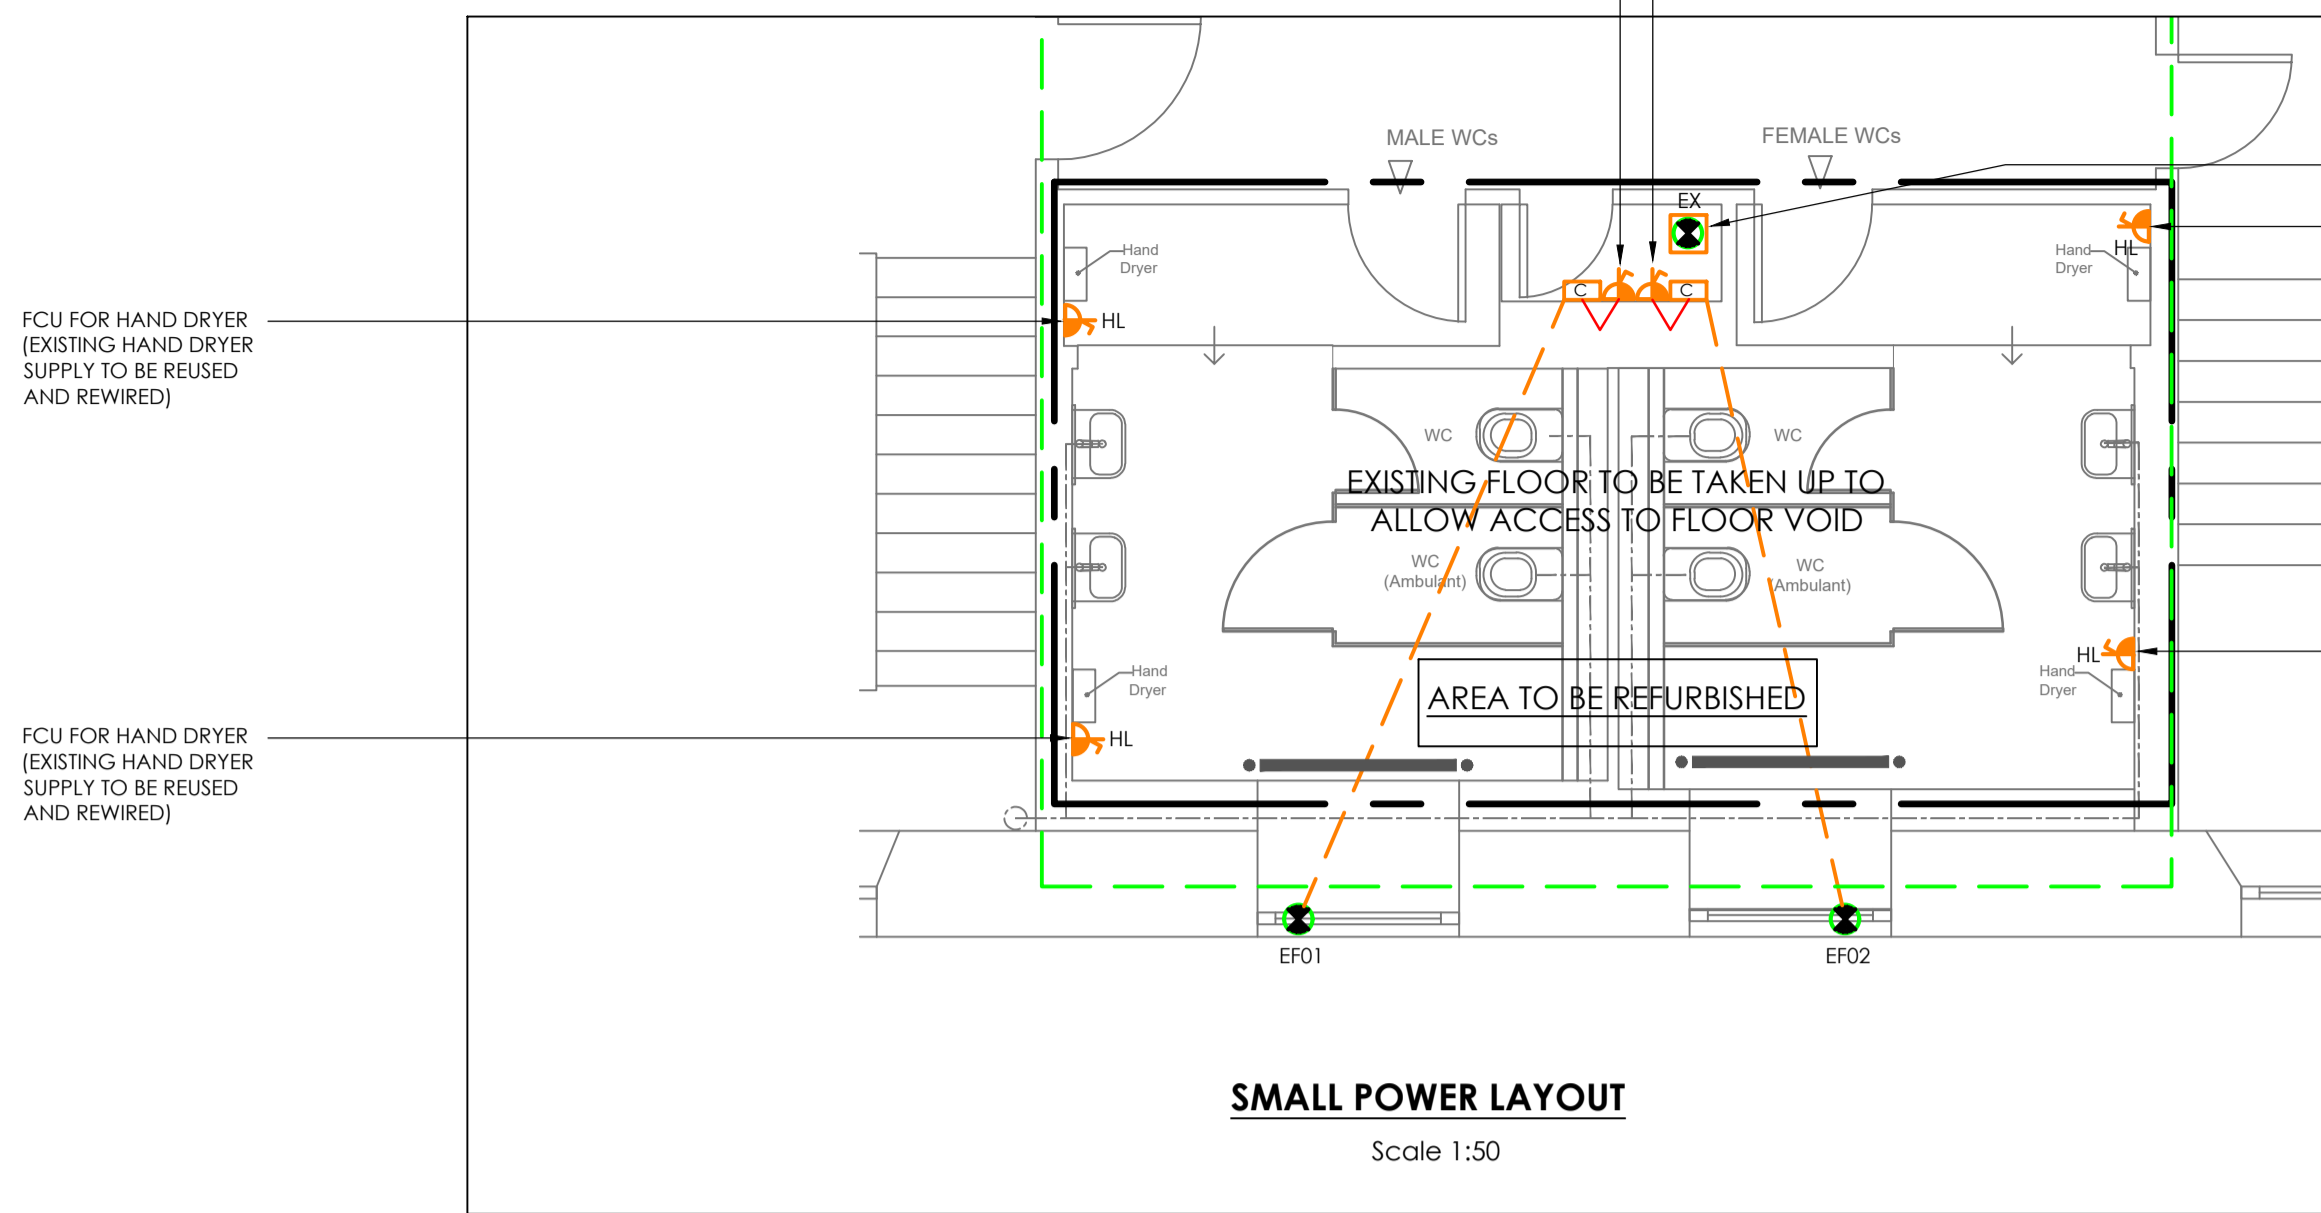 MALE WCs
FEMALE WCs
EX
Hand
Dryer
Hand
Dryer
HL
C
C
FCU FOR HAND DRYER
(EXISTING HAND DRYER
SUPPLY TO BE REUSED
AND REWIRED)
HL
WC
WC
EXISTING FLOOR TO BE TAKEN UP TO
ALLOW ACCESS TO FLOOR VOID
WC
(Ambulant)
WC
(Ambulant)
HL
Hand
Dryer
Hand
Dryer
AREA TO BE REFURBISHED
FCU FOR HAND DRYER
(EXISTING HAND DRYER
SUPPLY TO BE REUSED
AND REWIRED)
HL
EF01
EF02
SMALL POWER LAYOUT
Scale 1:50